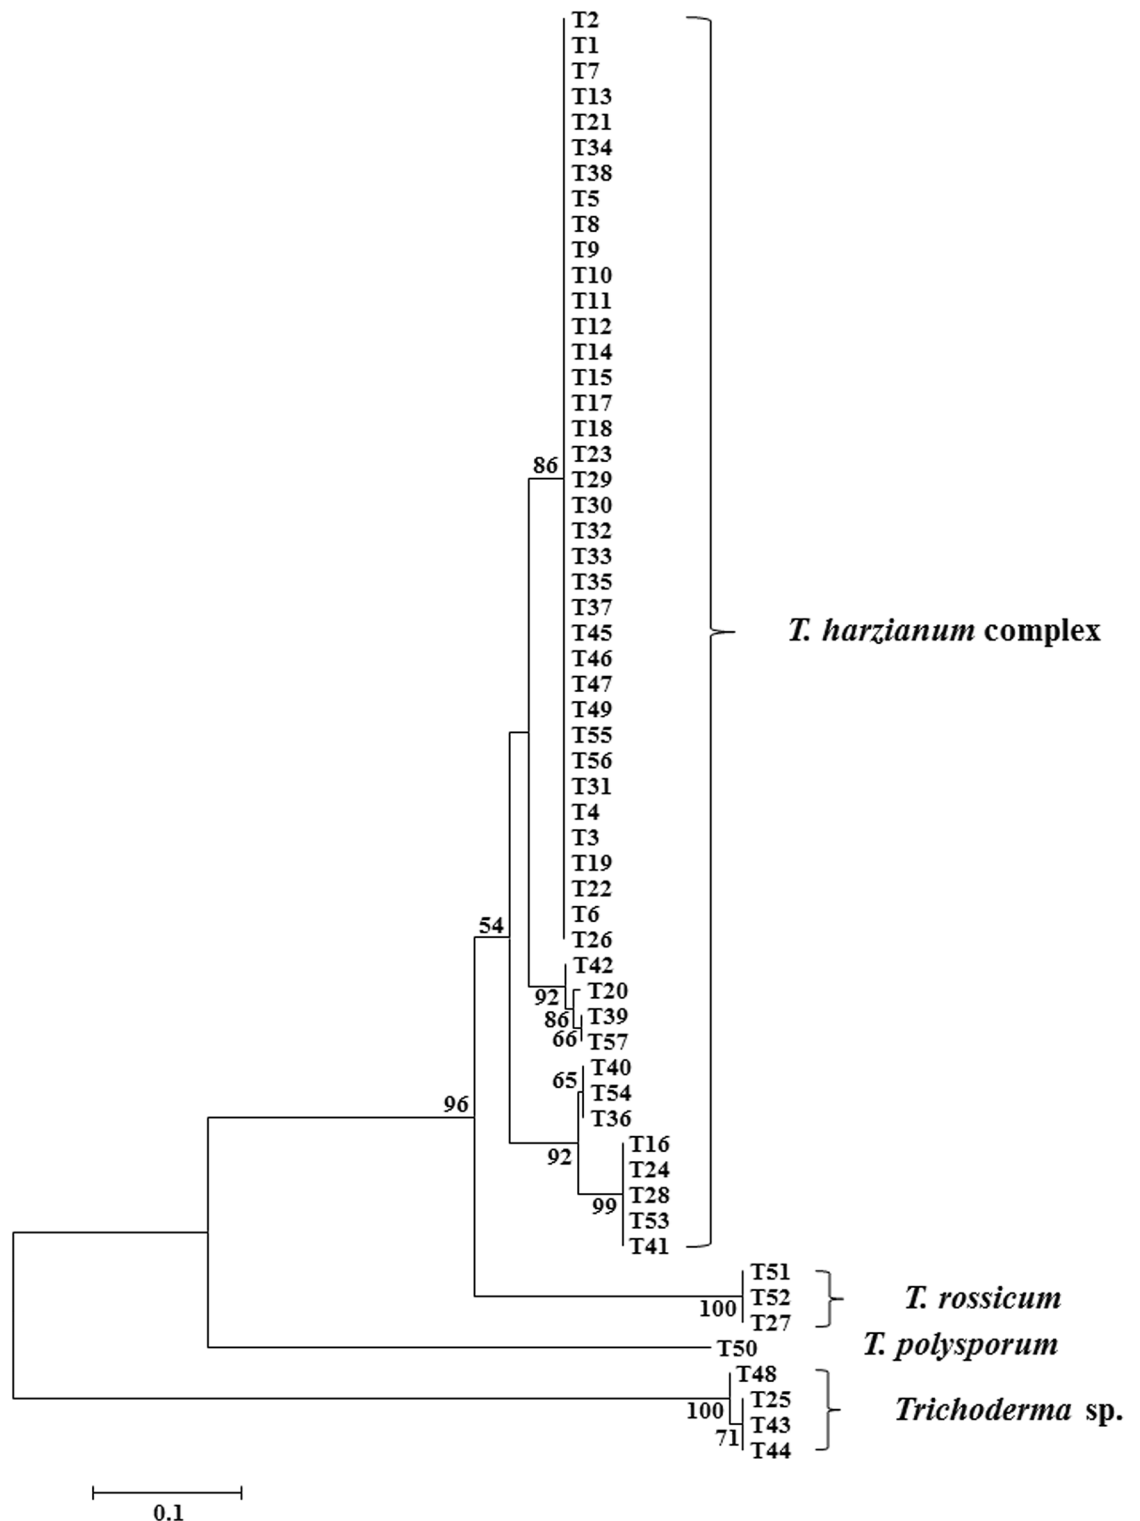 T2
T1
T7
T13
T21
T34
T38
T5
T8
T9
T10
T11
T12
T14
T15
T17
T18
T23
86
T29
T30
T32
T33
T35
T37
T45
T. harzianum complex
T46
T47
T49
T55
T56
T31
T4
T3
T19
T22
T6
54
T26
T42
92
T20
86
T39
66
T57
T40
65
T54
96
T36
T16
92
T24
T28
99
T53
T41
T51
T52
T. rossicum
100
T27
T50
T. polysporum
T48
T25
100
Trichoderma sp.
T43
71
T44
0.1